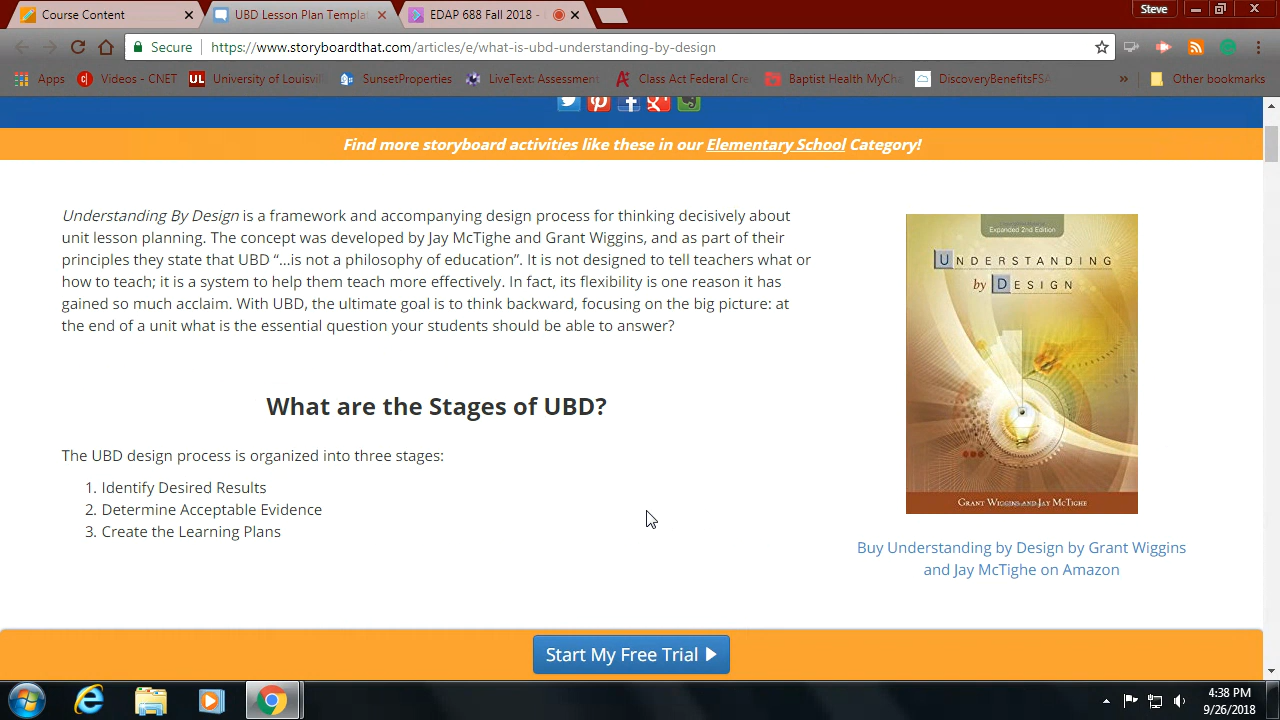 Course Content
UBD Lesson Plan Templa
EDAP 688 Fall 2018 -
Steve
Secure
https://www.storyboardthat.com/articles/e/what-is-ubd-understanding-by-design
Apps
Videos - CNET
University of Louisvil
SunsetProperties
LiveText: Assessment
Class Act Federal Cre
Baptist Health MyCha
DiscoveryBenefitsFSA
Other bookmarks
Find more storyboard activities like these in our Elementary School Category!
Understanding By Design is a framework and accompanying design process for thinking decisively about
unit lesson planning. The concept was developed by Jay McTighe and Grant Wiggins, and as part of their
principles they state that UBD “...is not a philosophy of education”. It is not designed to tell teachers what or
how to teach; it is a system to help them teach more effectively. In fact, its flexibility is one reason it has
gained so much acclaim. With UBD, the ultimate goal is to think backward, focusing on the big picture: at
the end of a unit what is the essential question your students should be able to answer?
Expanded 2nd Edition
UNDERSTANDING
by DESIGN
GRANT WIGGINS AND JAY MCTIGHE
What are the Stages of UBD?
The UBD design process is organized into three stages:
1. Identify Desired Results
2. Determine Acceptable Evidence
3. Create the Learning Plans
Buy Understanding by Design by Grant Wiggins
and Jay McTighe on Amazon
Start My Free Trial
4:38 PM
9/26/2018